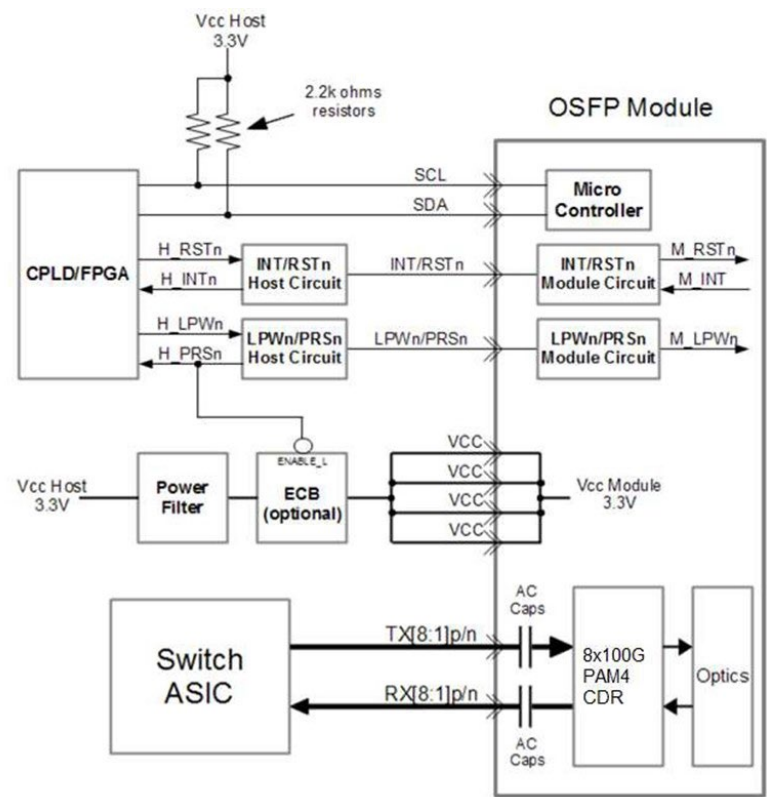 Vcc Host
3.3V
2.2k ohms
resistors
OSFP Module
SCL
SDA
Micro
Controller
CPLD/FPGA
H_RSTn
H_INTn
INT/RSTn
Host Circuit
INT/RSTn
INT/RSTn
Module Circuit
M_RSTn
M_INT
H_LPWn
H_PRSn
LPWn/PRSn
Host Circuit
LPWn/PRSn
LPWn/PRSn
Module Circuit
M_LPWn
Vcc Host
3.3V
Power
Filter
ENABLE_L
ECB
(optional)
VCC
VCC
VCC
VCC
Vcc Module
3.3V
Switch
ASIC
TX[8:1]p/n
RX[8:1]p/n
AC
Caps
AC
Caps
8x100G
PAM4
CDR
Optics